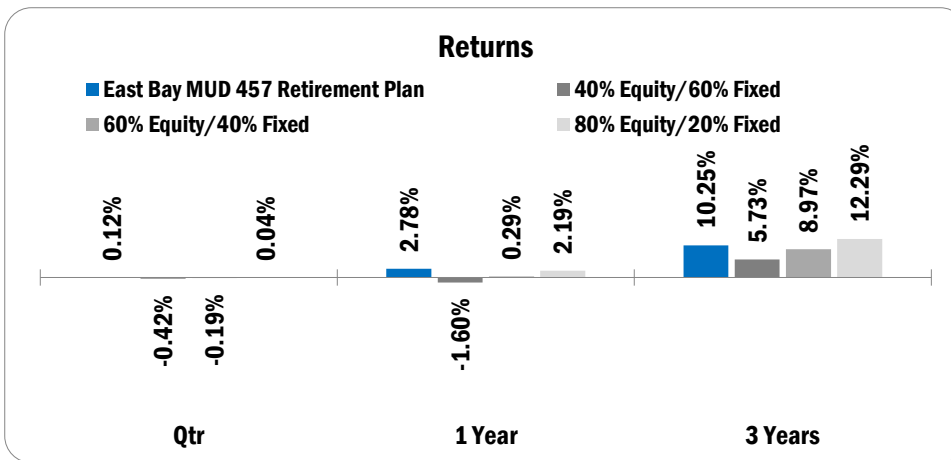 Returns
East Bay MUD 457 Retirement Plan
40% Equity/60% Fixed
60% Equity/40% Fixed
80% Equity/20% Fixed
0.12%
-0.42%
-0.19%
0.04%
2.78%
-1.60%
0.29%
2.19%
10.25%
5.73%
8.97%
12.29%
Qtr
1 Year
3 Years